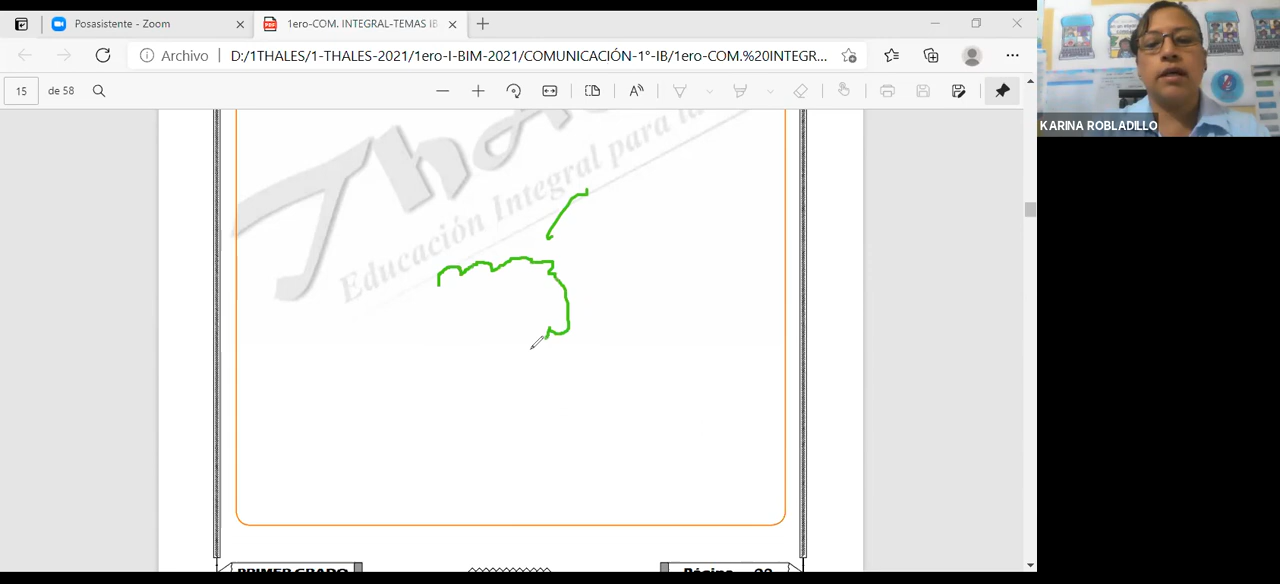 Posasistente - Zoom
1ero-COM. INTEGRAL-TEMAS IB
Archivo
D:/1THALES/1-THALES-2021/1ero-I-BIM-2021/COMUNICACIÓN-1°-IB/1ero-COM.%20INTEGR...
15 de 58
KARINA ROBLADILLO
Educación Integral para la
PRIMER GRADO
Página